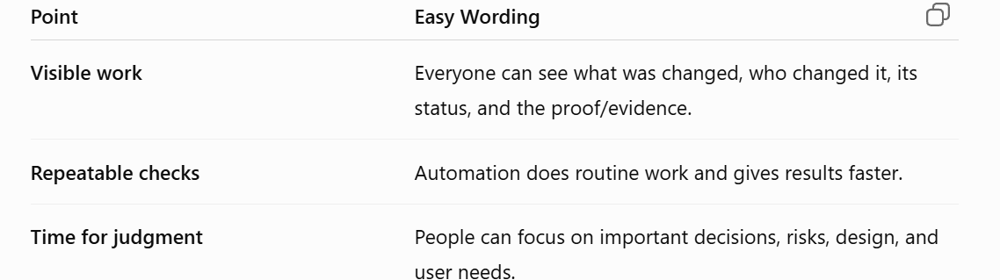 Point Easy Wording
Visible work Everyone can see what was changed, who changed it, its
status, and the proof/evidence.
Repeatable checks Automation does routine work and gives results faster.
Time for judgment People can focus on important decisions, risks, design, and
user needs.